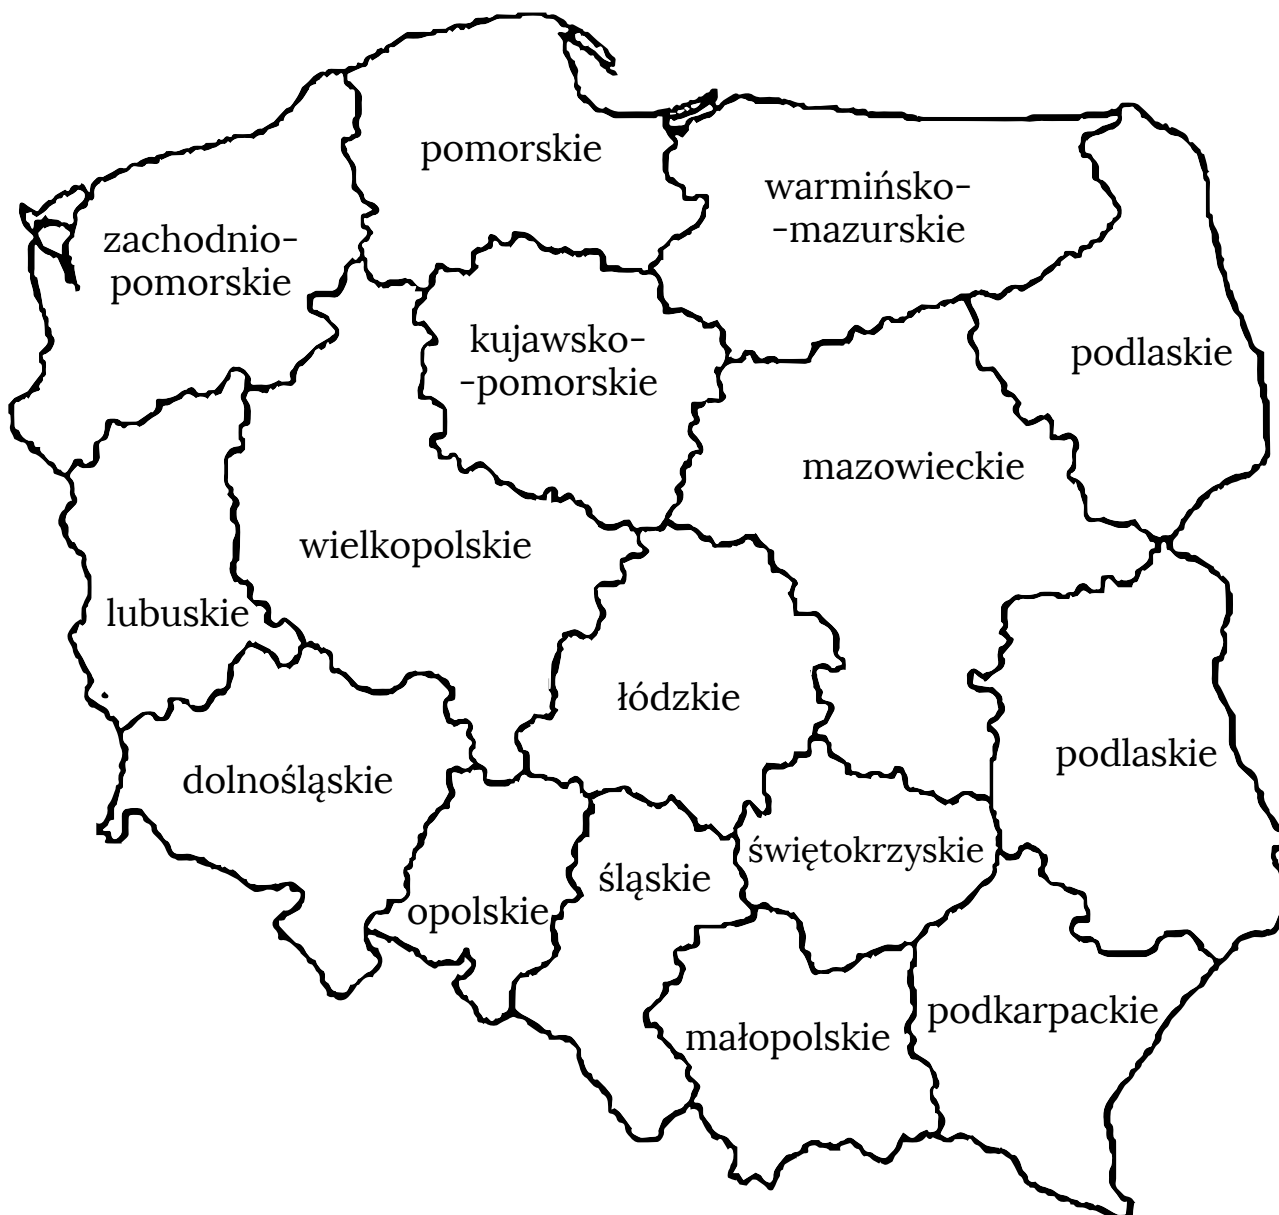 pomorskie
warmińsko-
-mazurskie
zachodnio-
pomorskie
kujawsko-
-pomorskie
podlaskie
mazowieckie
wielkopolskie
lubuskie
łódzkie
podlaskie
dolnośląskie
świętokrzyskie
śląskie
opolskie
podkarpackie
małopolskie